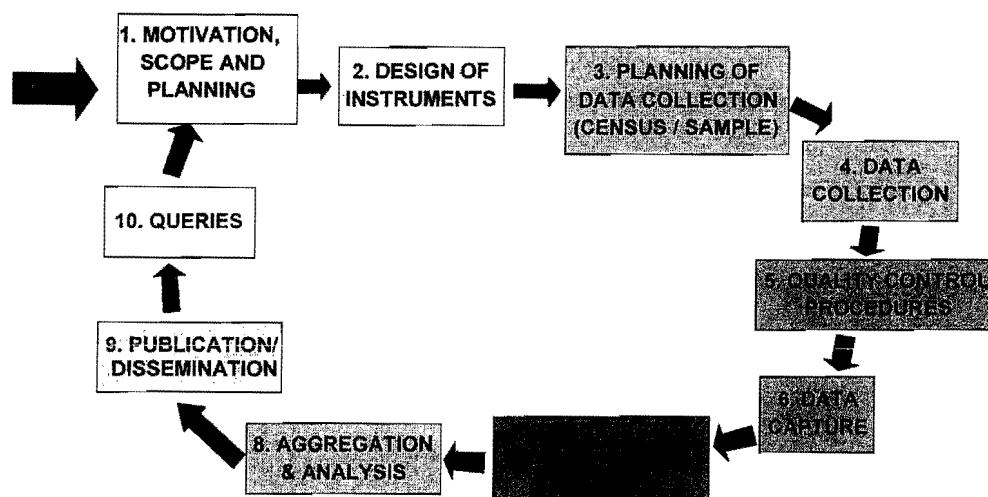 1. MOTIVATION,
SCOPE AND
PLANNING
2. DESIGN OF
INSTRUMENTS
3. PLANNING OF
DATA COLLECTION
(CENSUS / SAMPLE)
4. DATA
COLLECTION
5. QUALITY CONTROL
PROCEDURES
6. DATA
CAPTURE
8. AGGREGATION
& ANALYSIS
9. PUBLICATION/
DISSEMINATION
10. QUERIES